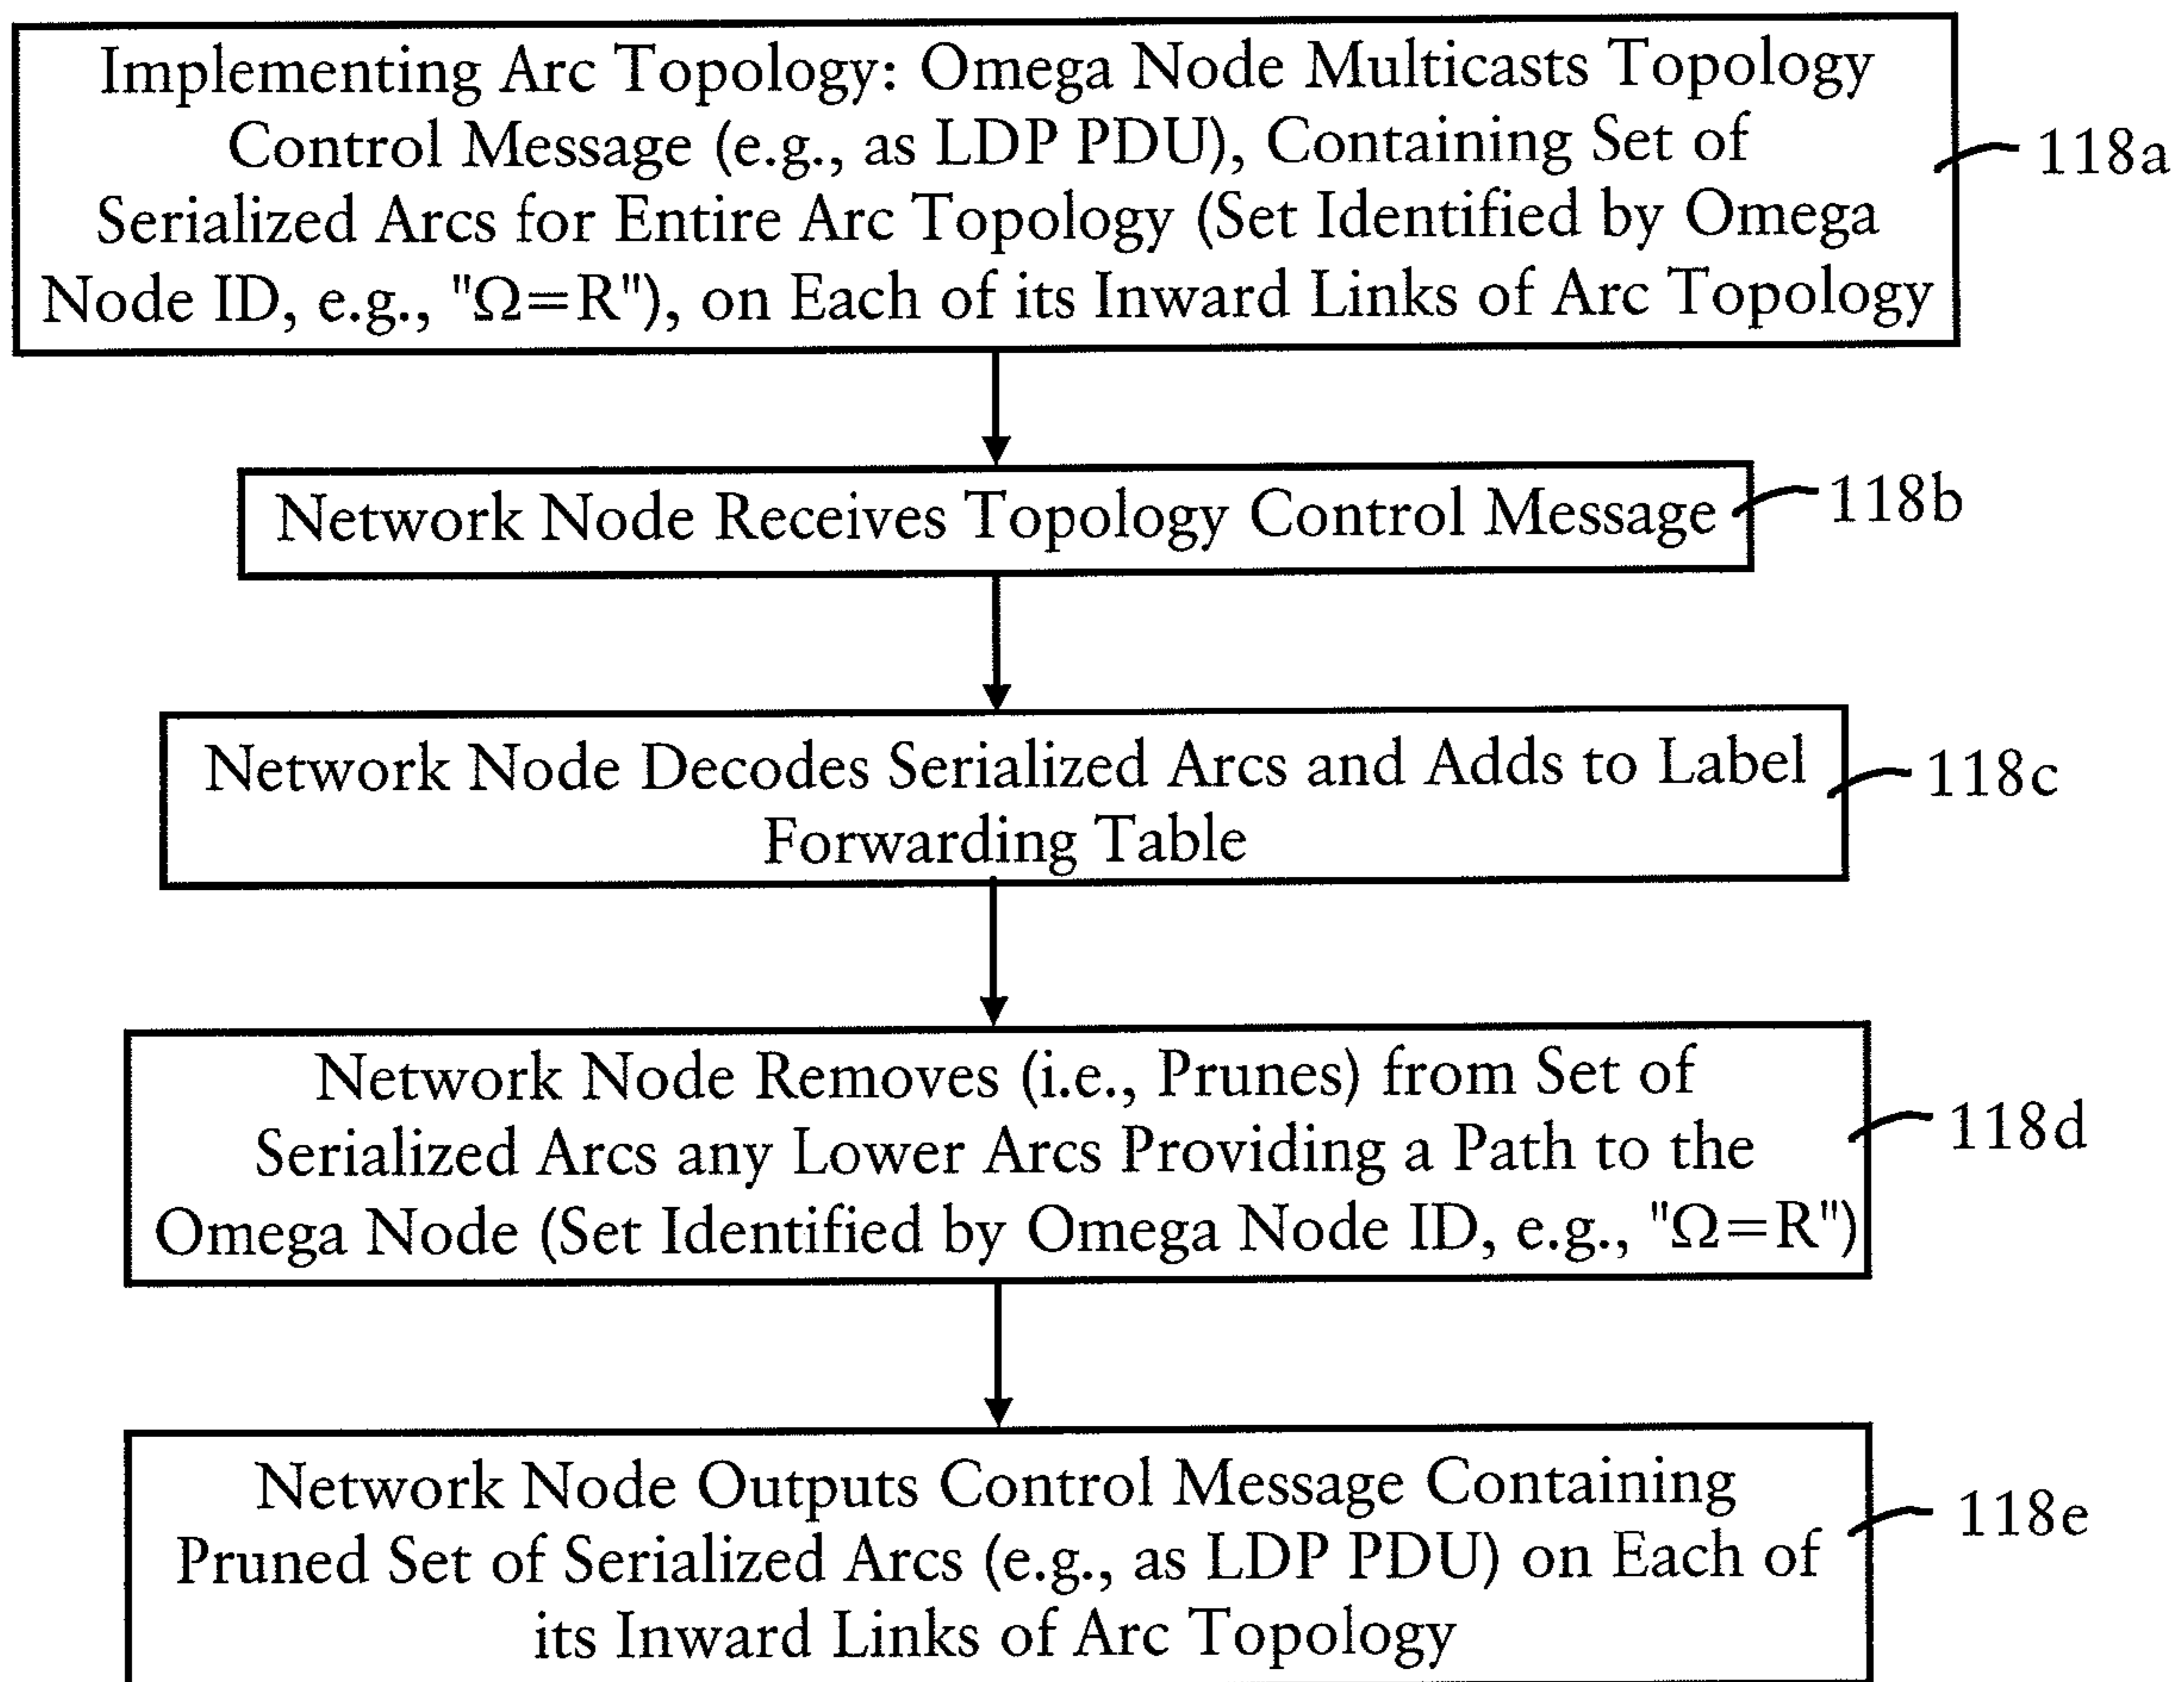 Implementing Arc Topology: Omega Node Multicasts Topology
Control Message (e.g., as LDP PDU), Containing Set of
Serialized Arcs for Entire Arc Topology (Set Identified by Omega
Node ID, e.g., "Ω=R"), on Each of its Inward Links of Arc Topology
118a
Network Node Receives Topology Control Message
118b
Network Node Decodes Serialized Arcs and Adds to Label
Forwarding Table
118c
Network Node Removes (i.e., Prunes) from Set of
Serialized Arcs any Lower Arcs Providing a Path to the
Omega Node (Set Identified by Omega Node ID, e.g., "Ω=R")
118d
Network Node Outputs Control Message Containing
Pruned Set of Serialized Arcs (e.g., as LDP PDU) on Each of
its Inward Links of Arc Topology
118e